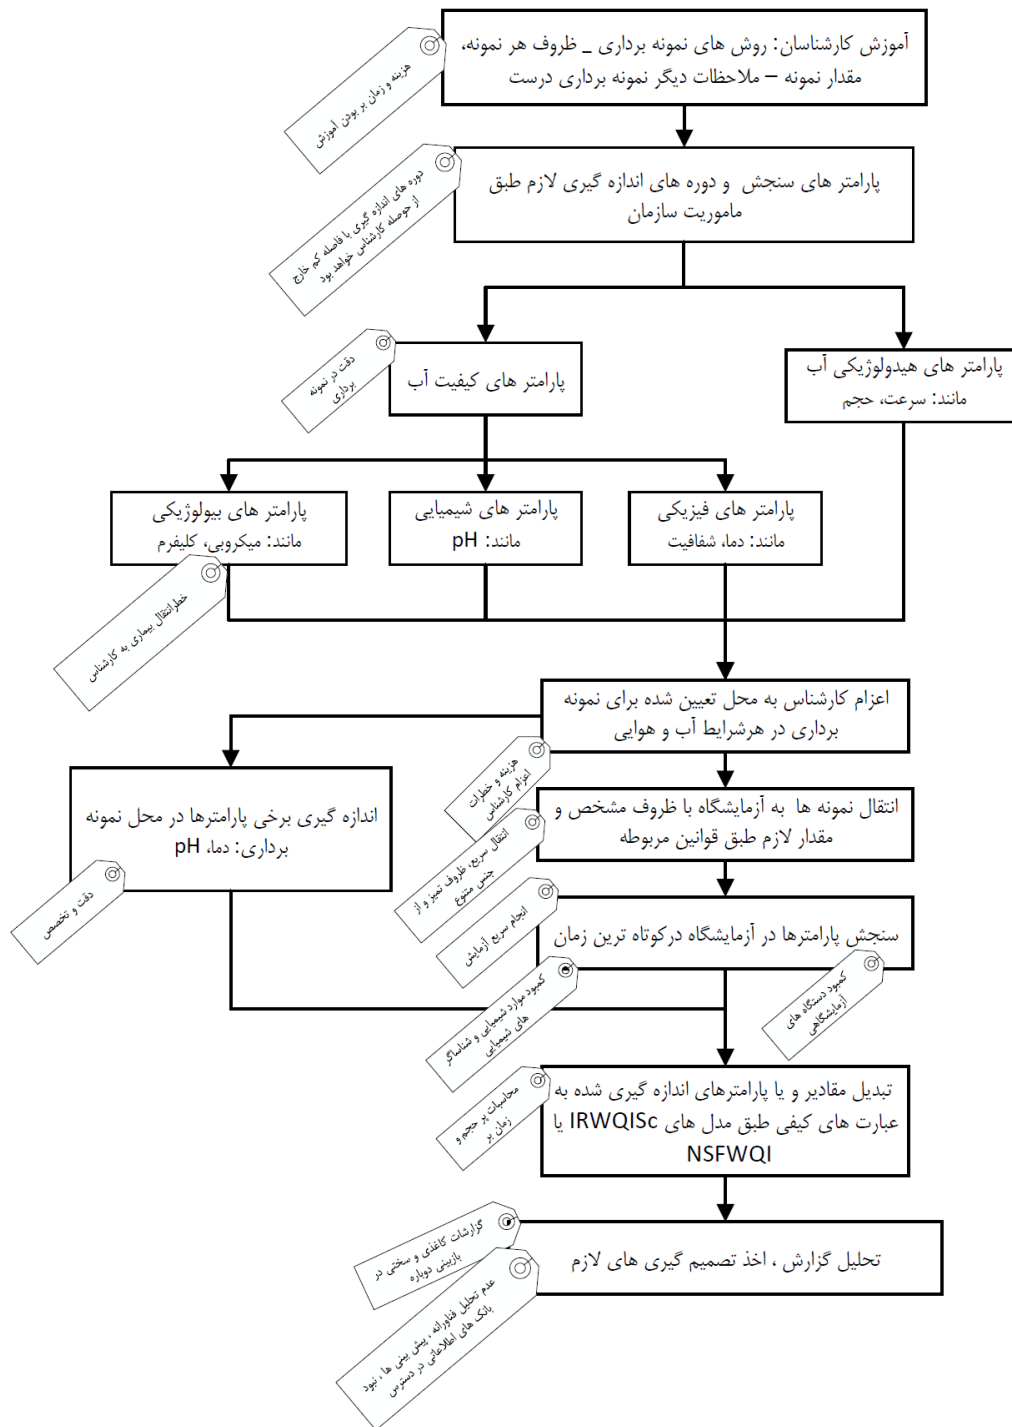 آموزش کارشناسان: روش های نمونه برداری _ ظروف هر نمونه،
مقدار نمونه – ملاحظات دیگر نمونه برداری درست
هزینه و زمان بر بودن آموزش
پارامتر های سنجش و دوره های اندازه گیری لازم طبق
ماموریت سازمان
دوره های اندازه گیری با فاصله کم خارج
از حوصله کارشناس خواهد بود
پارامتر های هیدولوژیکی آب
مانند: سرعت، حجم
پارامتر های کیفیت آب
دقت در نمونه
برداری
پارامتر های فیزیکی
مانند: دما، شفافیت
پارامتر های شیمیایی
مانند: pH
پارامتر های بیولوژیکی
مانند: میکروبی، کلیفرم
خطرانتقال بیماری به کارشناس
اعزام کارشناس به محل تعیین شده برای نمونه
برداری در هرشرایط آب و هوایی
هزینه و خطرات
اعزام کارشناس
اندازه گیری برخی پارامترها در محل نمونه
برداری: دما، pH
دقت و تخصص
انتقال نمونه ها به آزمایشگاه با ظروف مشخص و
مقدار لازم طبق قوانین مربوطه
انتقال سریع، ظروف تمیز و از
جنس متنوع
سنجش پارامترها در آزمایشگاه درکوتاه ترین زمان
انجام سریع آزمایش
کمبود دستگاه های
آزمایشگاهی
کمبود موارد شیمیایی و شناساگر
های شیمیایی
تبدیل مقادیر و یا پارامترهای اندازه گیری شده به
عبارت های کیفی طبق مدل های IRWQISc یا
NSFWQI
محاسبات پر حجم و
زمان بر
تحلیل گزارش ، اخذ تصمیم گیری های لازم
گزارشات کاغذی و سختی در
بازبینی دوباره
عدم تحلیل فناورانه ، پیش بینی ها ، نبود
بانک های اطلاعاتی در دسترس